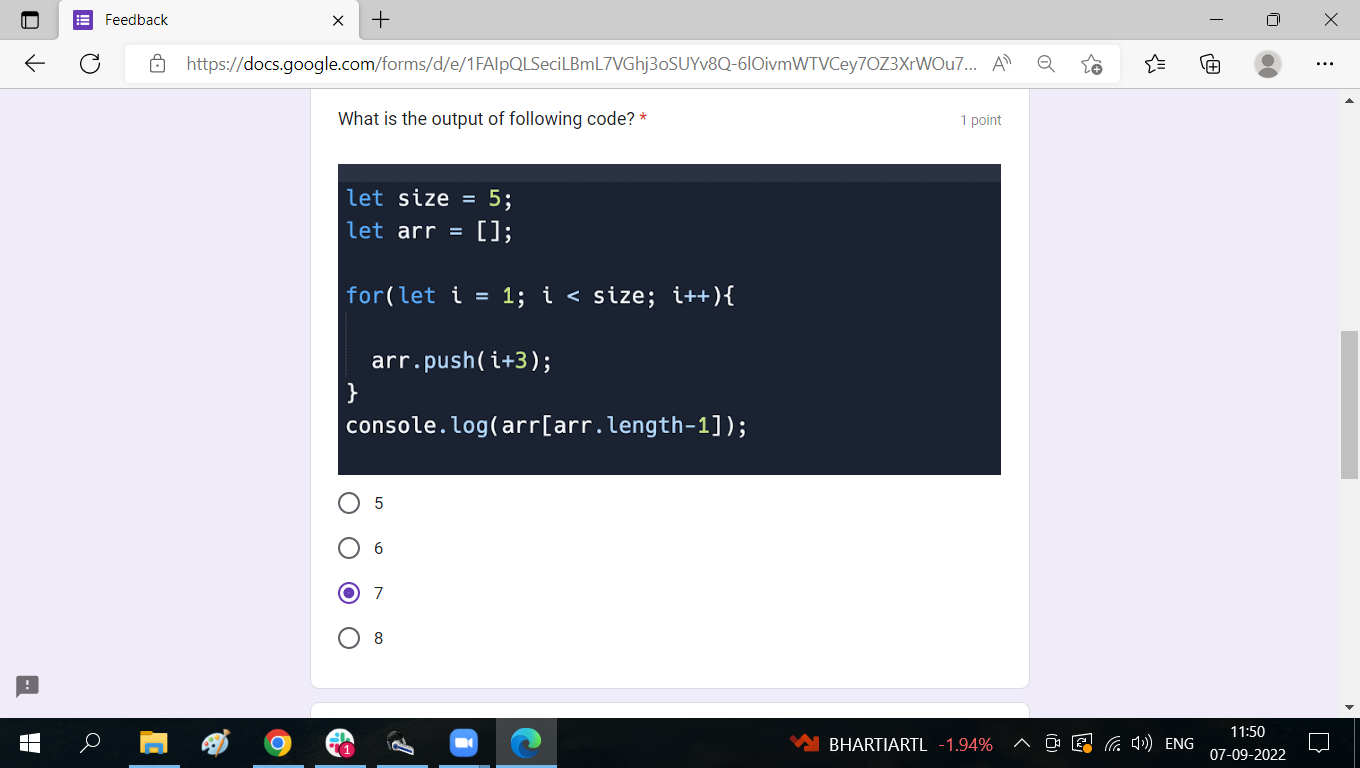 Feedback
https://docs.google.com/forms/d/e/1FAIpQLSeciLBmL7VGhj3oSUYv8Q-6lOivmWTVCey7OZ3XrWOu7...
What is the output of following code? *
1 point
let size = 5;
let arr = [];
for(let i = 1; i < size; i++){
arr.push(i+3);
}
console.log(arr[arr.length-1]);
5
6
7
8
1
BHARTIARTL -1.94%
ENG
11:50
07-09-2022